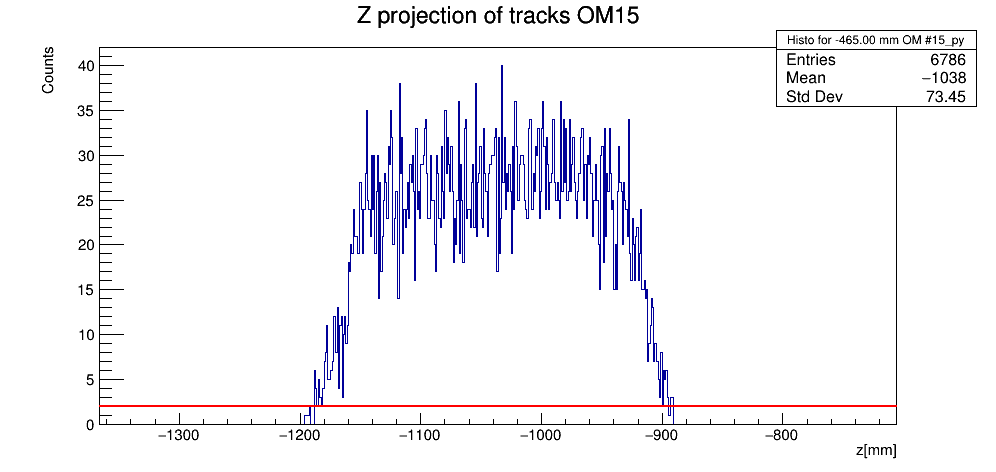 Z projection of tracks OM15
Histo for -465.00 mm OM #15_py
Entries 6786
Mean −1038
Std Dev 73.45
Counts
40
35
30
25
20
15
10
5
0
−1300 −1200 −1100 −1000 −900 −800
z[mm]